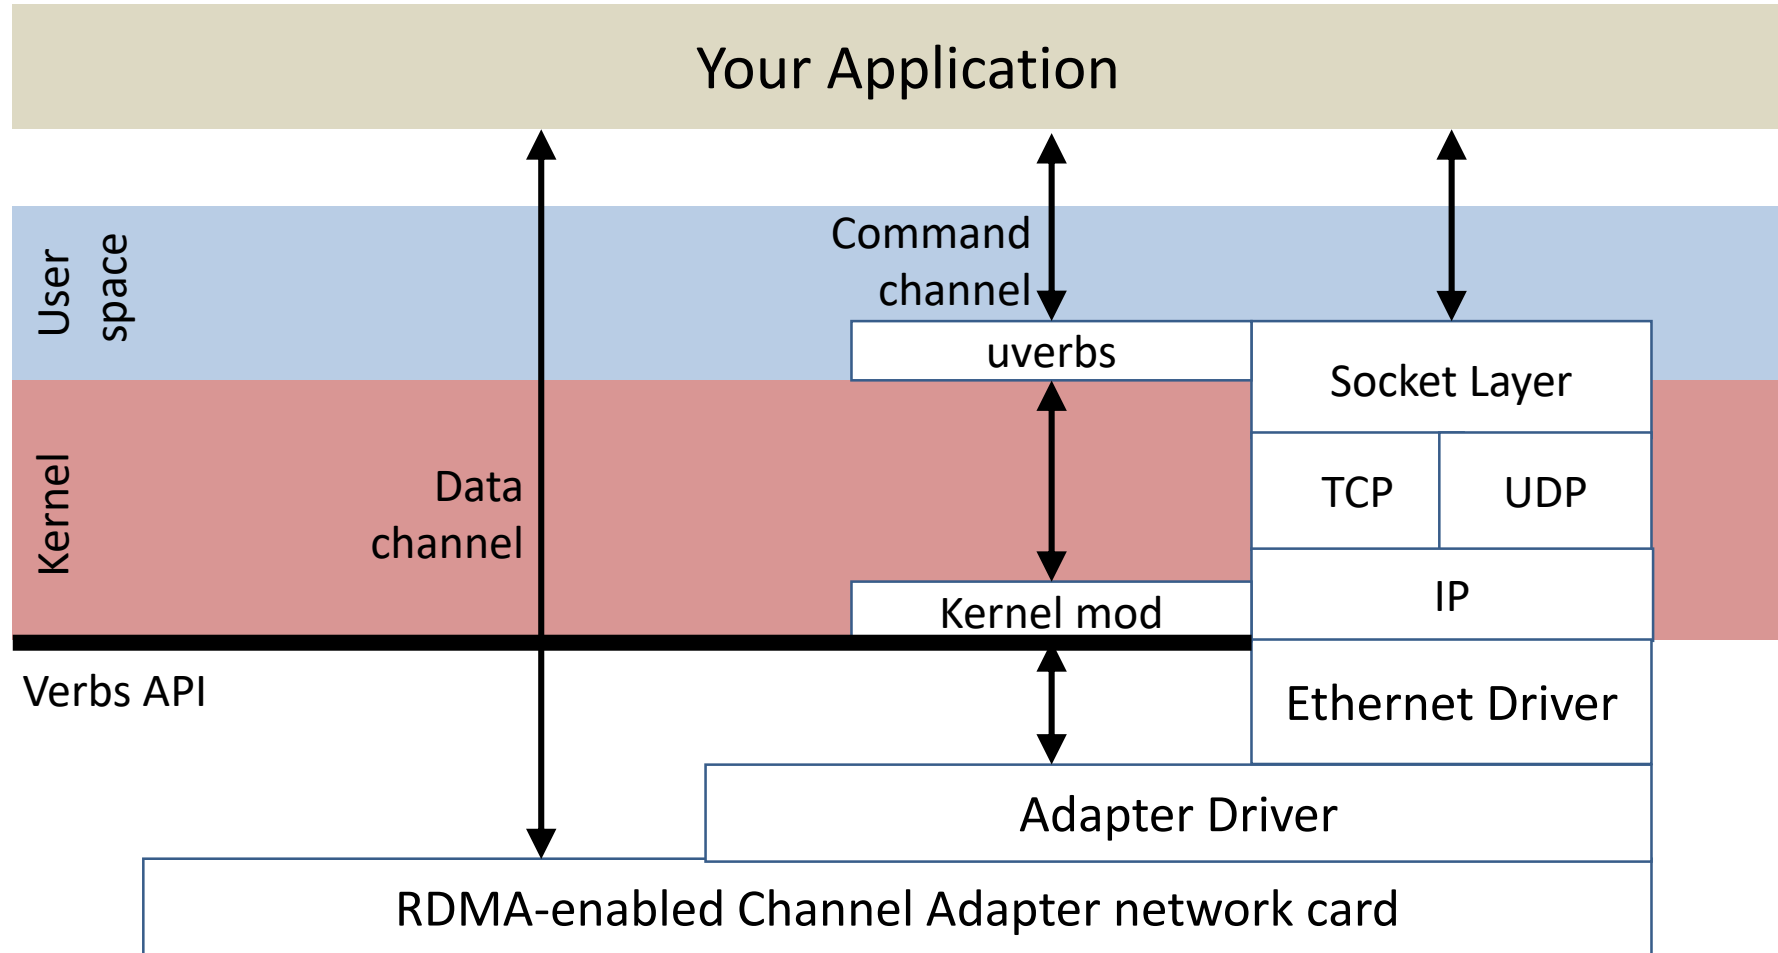 Your Application
User
space
Command
channel
uverbs
Socket Layer
Kernel
Data
channel
TCP
UDP
Kernel mod
IP
Verbs API
Ethernet Driver
Adapter Driver
RDMA-enabled Channel Adapter network card